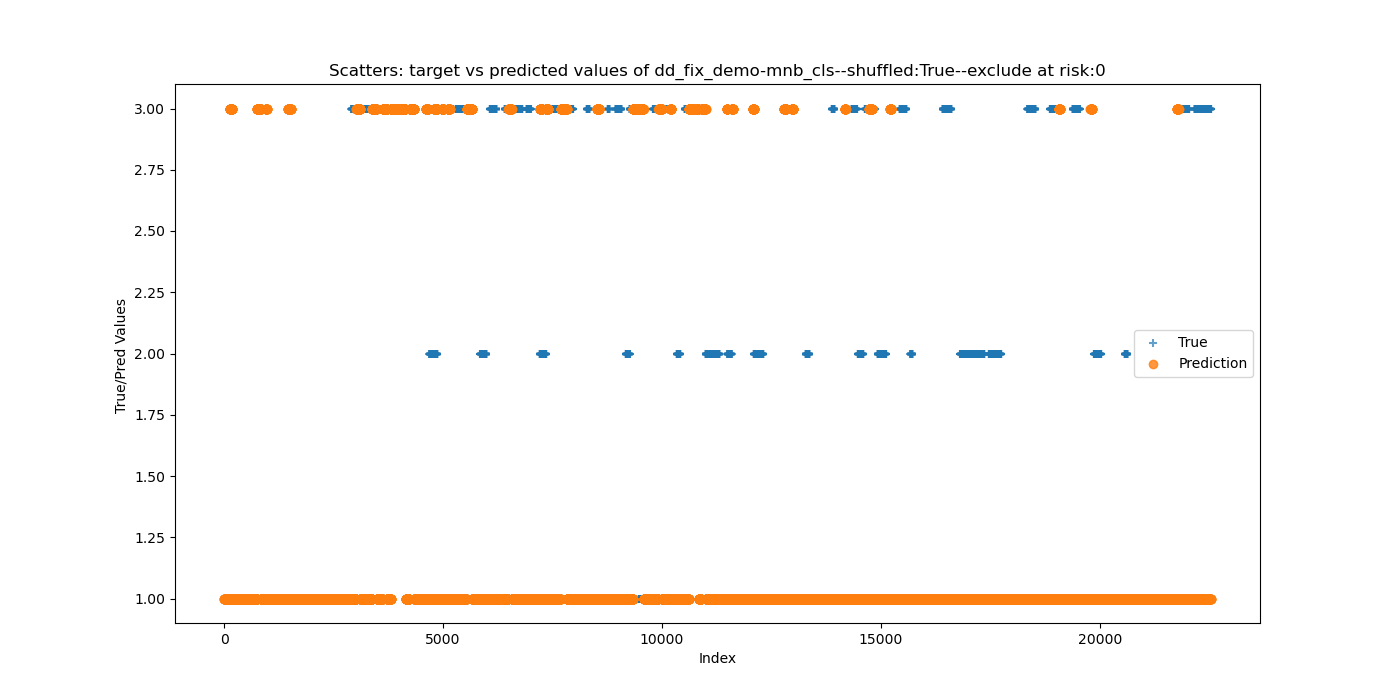 Scatters: target vs predicted values of dd_fix_demo-mnb_cls--shuffled:True--exclude at risk:0
3.00
2.75
2.50
2.25
2.00
1.75
1.50
1.25
1.00
True/Pred Values
True
Prediction
0
5000
10000
15000
20000
Index